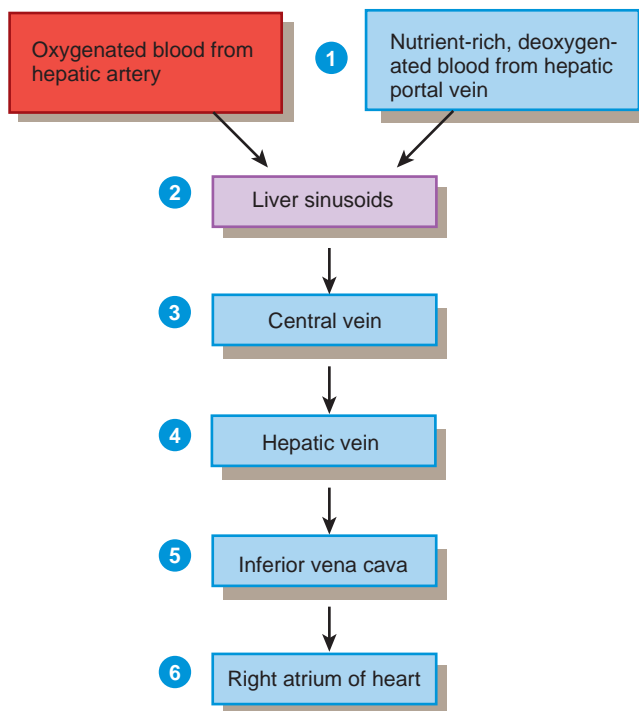 Oxygenated blood from
hepatic artery
1
Nutrient-rich, deoxygen-
ated blood from hepatic
portal vein
2
Liver sinusoids
3
Central vein
4
Hepatic vein
5
Inferior vena cava
6
Right atrium of heart